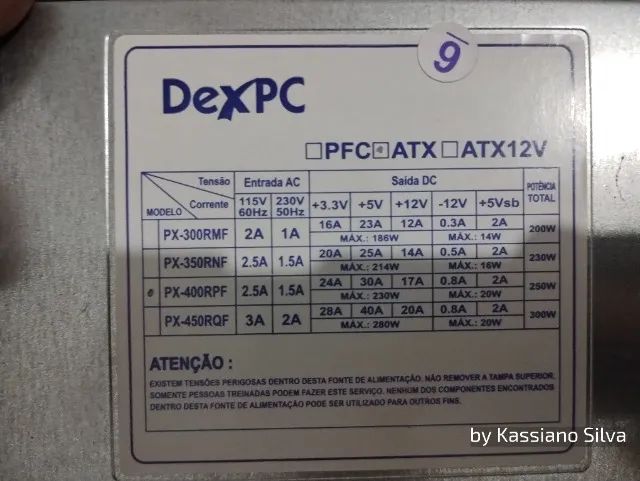 9
DexPC
PFC ATX ATX12V
Tensão Entrada AC Saída DC POTÊNCIA TOTAL
Corrente 115V 60Hz 230V 50Hz +3.3V +5V +12V -12V +5Vsb
MODELO
PX-300RMF 2A 1A 16A 23A 12A 0.3A 2A 200W
MÁX.: 186W MÁX.: 14W
PX-350RNF 2.5A 1.5A 20A 25A 14A 0.5A 2A 230W
MÁX.: 214W MÁX.: 16W
PX-400RPF 2.5A 1.5A 24A 30A 17A 0.8A 2A 250W
MÁX.: 230W MÁX.: 20W
PX-450RQF 3A 2A 28A 40A 20A 0.8A 2A 300W
MÁX.: 280W MÁX.: 20W
ATENÇÃO :
EXISTEM TENSÕES PERIGOSAS DENTRO DESTA FONTE DE ALIMENTAÇÃO. NÃO REMOVER A TAMPA SUPERIOR.
SOMENTE PESSOAS TREINADAS PODEM FAZER ESTE SERVIÇO. NENHUM DOS COMPONENTES ENCONTRADOS
DENTRO DESTA FONTE DE ALIMENTAÇÃO PODE SER UTILIZADO PARA OUTROS FINS.
by Kassiano Silva